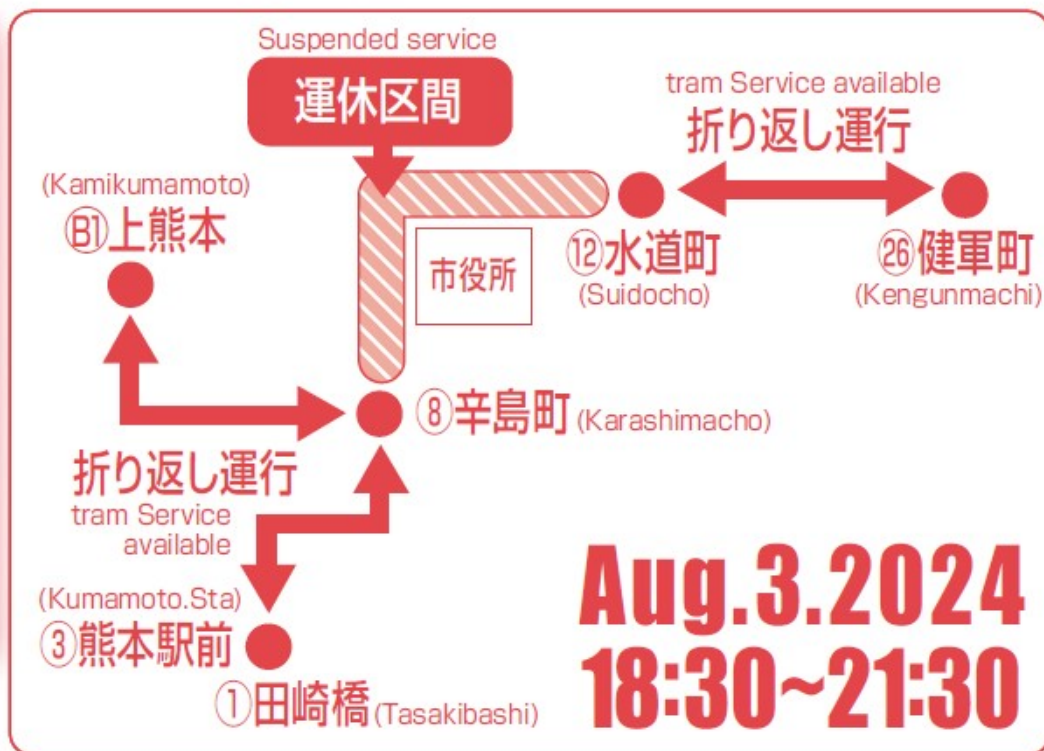 Suspended service
運休区間
tram Service available
折り返し運行
(Kamikumamoto)
B1上熊本
市役所
⑫水道町
(Suidocho)
㉖健軍町
(Kengunmachi)
⑧辛島町(Karashimacho)
折り返し運行
tram Service
available
(Kumamoto.Sta)
③熊本駅前
①田崎橋(Tasakibashi)
Aug.3.2024
18:30~21:30